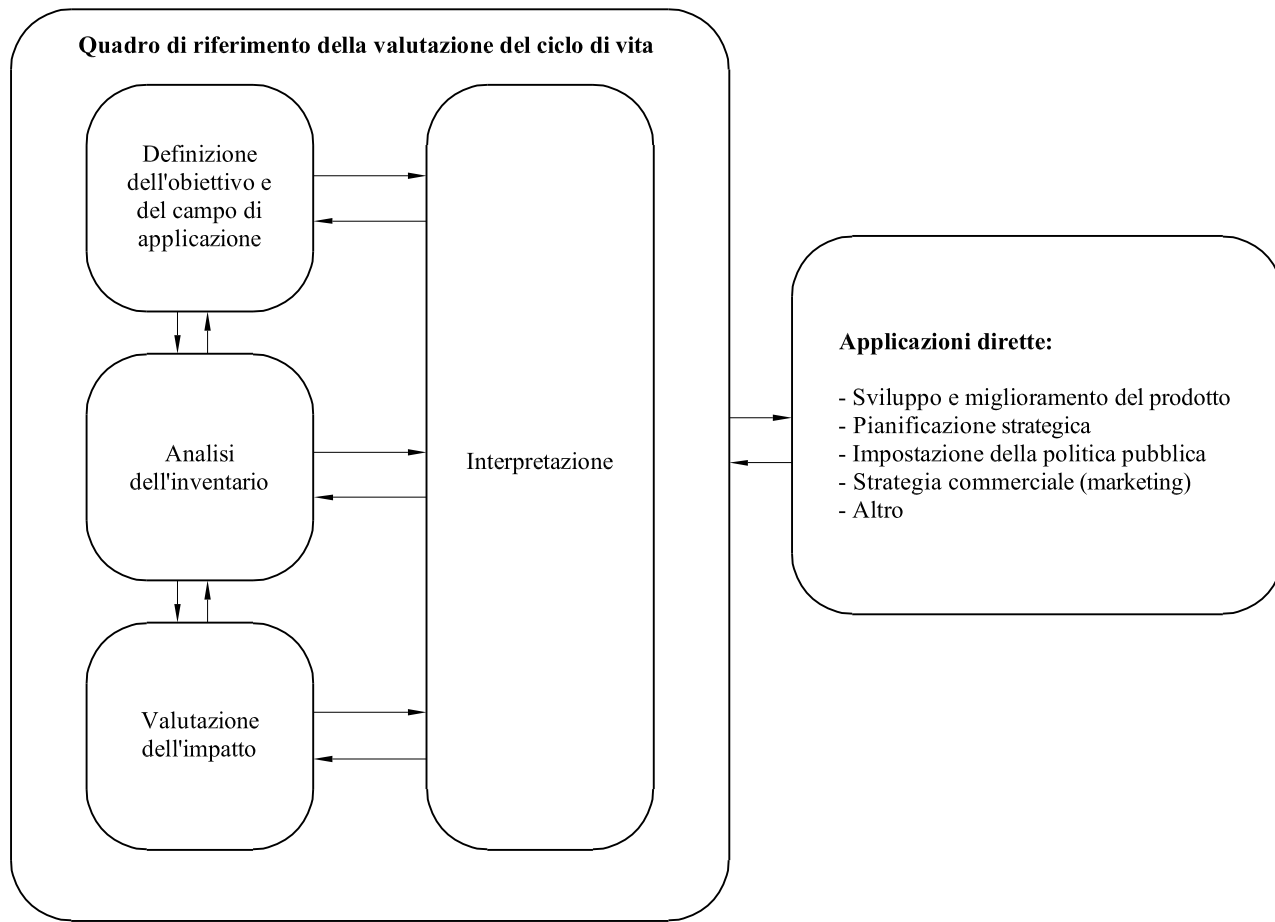 Quadro di riferimento della valutazione del ciclo di vita
Definizione
dell'obiettivo e
del campo di
applicazione
Analisi
dell'inventario
Valutazione
dell'impatto
Interpretazione
Applicazioni dirette:
- Sviluppo e miglioramento del prodotto
- Pianificazione strategica
- Impostazione della politica pubblica
- Strategia commerciale (marketing)
- Altro